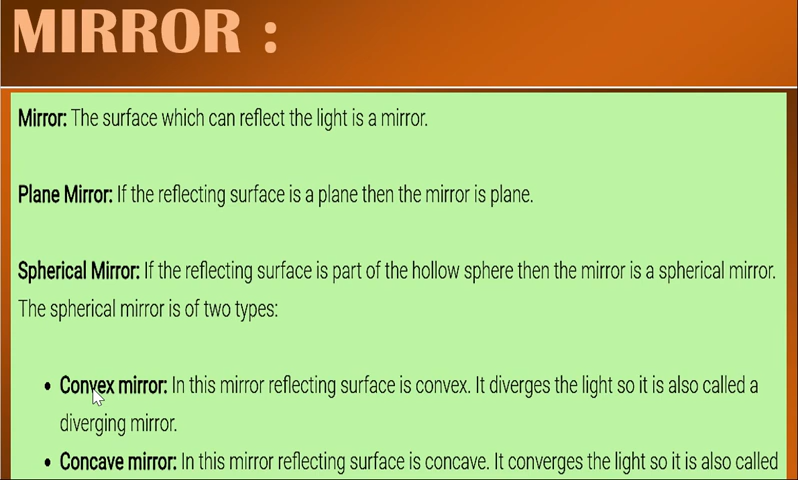 MIRROR :
Mirror: The surface which can reflect the light is a mirror.
Plane Mirror: If the reflecting surface is a plane then the mirror is plane.
Spherical Mirror: If the reflecting surface is part of the hollow sphere then the mirror is a spherical mirror.
The spherical mirror is of two types:
• Convex mirror: In this mirror reflecting surface is convex. It diverges the light so it is also called a
diverging mirror.
• Concave mirror: In this mirror reflecting surface is concave. It converges the light so it is also called